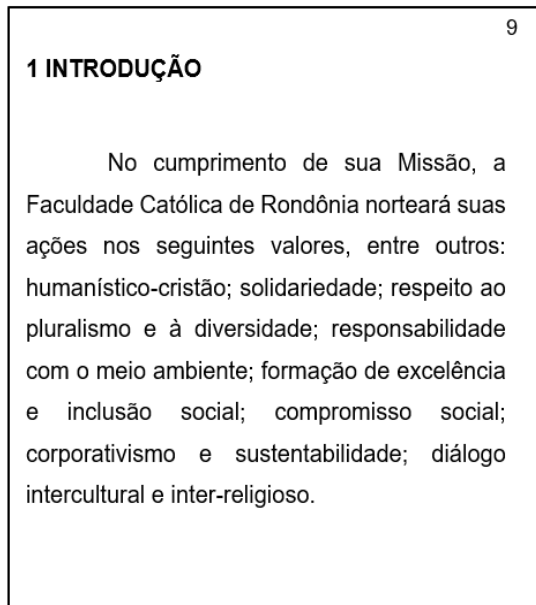 9
1 INTRODUÇÃO
No cumprimento de sua Missão, a
Faculdade Católica de Rondônia norteará suas
ações nos seguintes valores, entre outros:
humanístico-cristão; solidariedade; respeito ao
pluralismo e à diversidade; responsabilidade
com o meio ambiente; formação de excelência
e inclusão social; compromisso social;
corporativismo e sustentabilidade; diálogo
intercultural e inter-religioso.